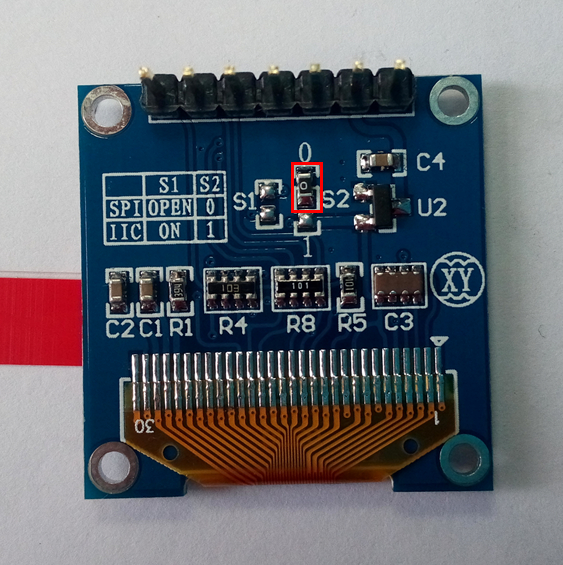 0
C4
S1 S2
SPI OPEN 0
IIC ON 1
S1
0
S2
U2
1
XY
103
101
101
C2 C1 R1 R4 R8 R5 C3
30
1